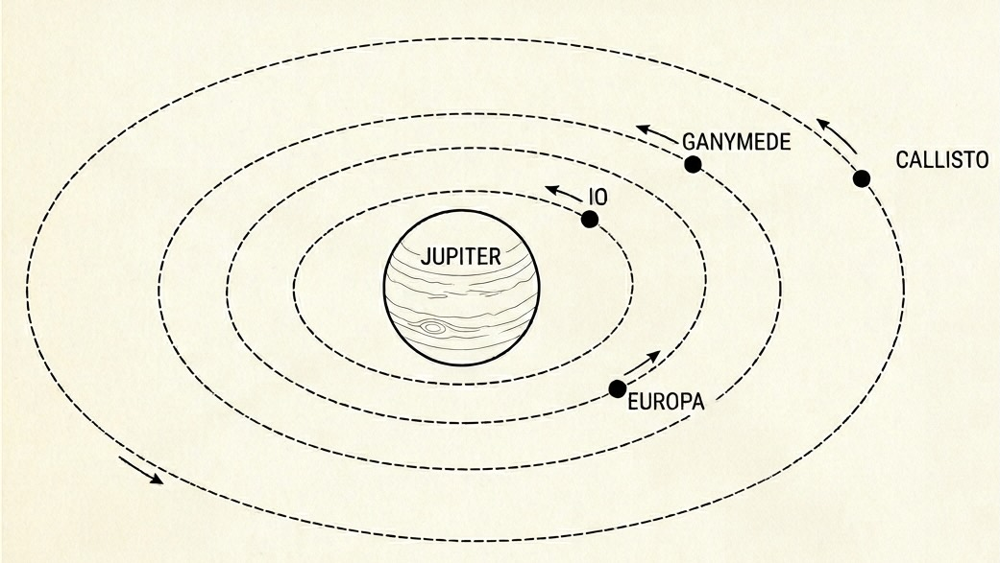 GANYMEDE
CALLISTO
IO
JUPITER
EUROPA